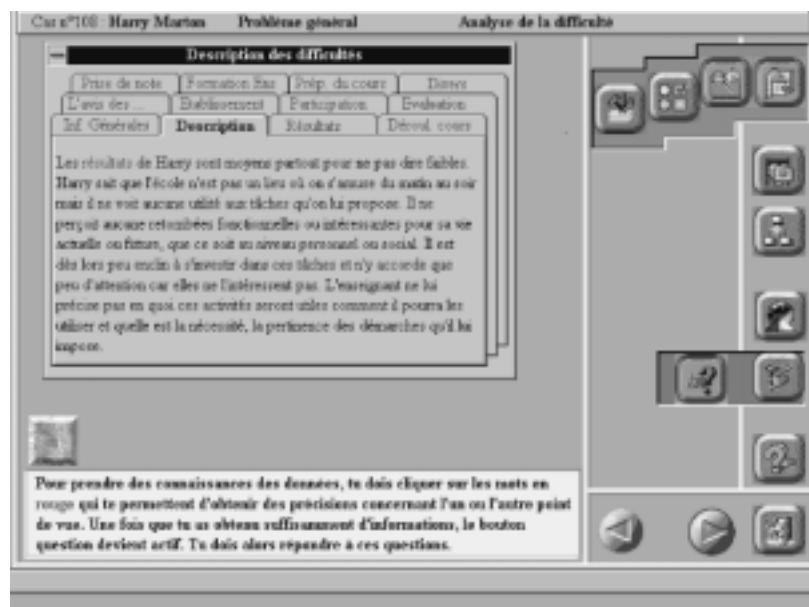 Cas n°108 : Harry Marton Problème général Analyse de la difficulté
Description des difficultés
Prise de note Formation Ens Prép. du cours Divers
L'avis des ... Etablissement Participation Evaluation
Inf. Générales Description Résultats Déroul. cours
Les résultats de Harry sont moyens partout pour ne pas dire faibles.
Harry sait que l'école n'est pas un lieu où on s'amuse du matin au soir
mais il ne voit aucune utilité aux tâches qu'on lui propose. Il ne
perçoit aucune retombées fonctionnelles ou intéressantes pour sa vie
actuelle ou future, que ce soit au niveau personnel ou social. Il est
dès lors peu enclin à s'investir dans ces tâches et n'y accorde que
peu d'attention car elles ne l'intéressent pas. L'enseignant ne lui
précise pas en quoi ces activités seront utiles comment il pourra les
utiliser et quelle est la nécessité, la pertinence des démarches qu'il lui
impose.
Pour prendre des connaissances des données, tu dois cliquer sur les mots en
rouge qui te permettent d'obtenir des précisions concernant l'un ou l'autre point
de vue. Une fois que tu as obtenu suffisamment d'informations, le bouton
question devient actif. Tu dois alors répondre à ces questions.